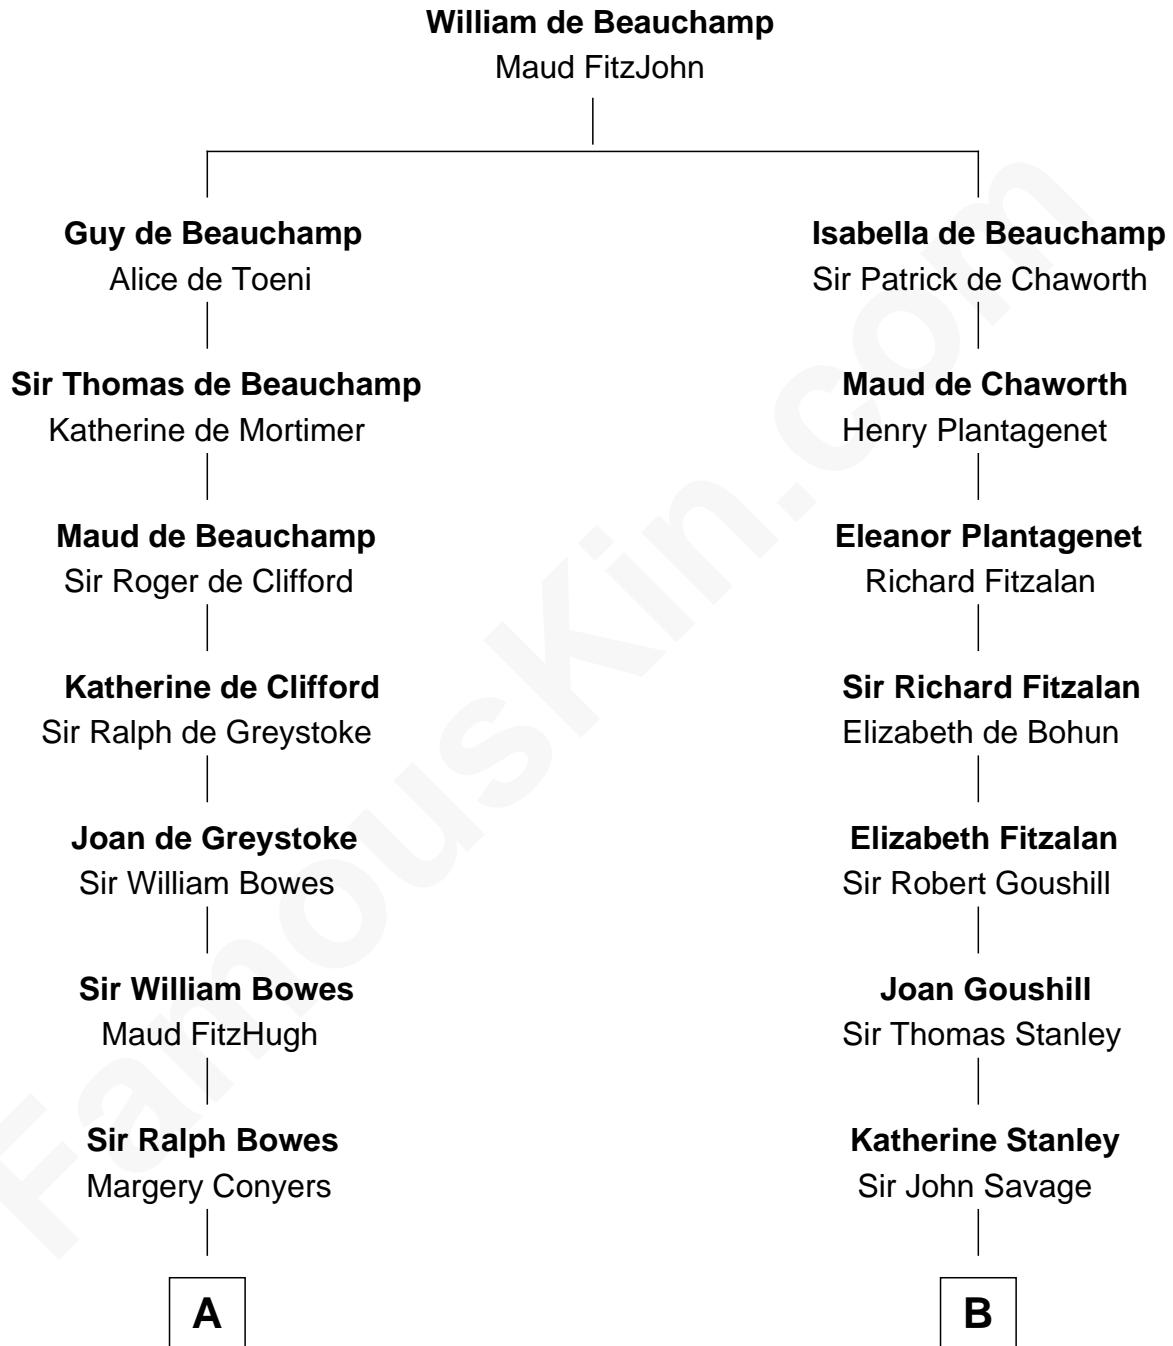 William de Beauchamp
Maud FitzJohn
Guy de Beauchamp
Alice de Toeni
Sir Thomas de Beauchamp
Katherine de Mortimer
Maud de Beauchamp
Sir Roger de Clifford
Katherine de Clifford
Sir Ralph de Greystoke
Joan de Greystoke
Sir William Bowes
Sir William Bowes
Maud FitzHugh
Sir Ralph Bowes
Margery Conyers
A
Isabella de Beauchamp
Sir Patrick de Chaworth
Maud de Chaworth
Henry Plantagenet
Eleanor Plantagenet
Richard Fitzalan
Sir Richard Fitzalan
Elizabeth de Bohun
Elizabeth Fitzalan
Sir Robert Goushill
Joan Goushill
Sir Thomas Stanley
Katherine Stanley
Sir John Savage
B
FamousKin.com